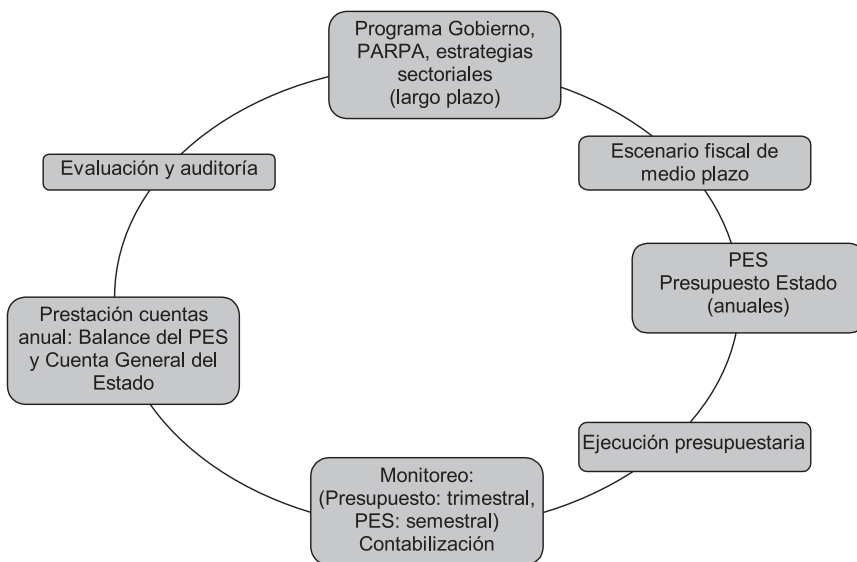 Programa Gobierno,
PARPA, estrategias
sectoriales
(largo plazo)
Escenario fiscal de
medio plazo
PES
Presupuesto Estado
(anuales)
Ejecución presupuestaria
Monitoreo:
(Presupuesto: trimestral,
PES: semestral)
Contabilización
Prestación cuentas
anual: Balance del PES
y Cuenta General del
Estado
Evaluación y auditoría